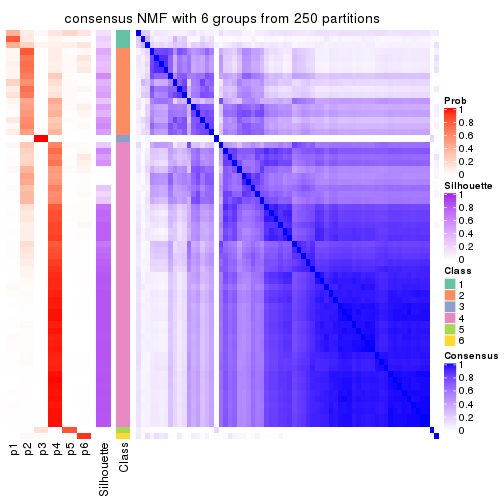 consensus NMF with 6 groups from 250 partitions
Prob
1
0.8
0.6
0.4
0.2
0
Silhouette
1
0.8
0.6
0.4
0.2
0
Class
1
2
3
4
5
6
Consensus
1
0.8
0.6
0.4
0.2
0
p1
p2
p3
p4
p5
p6
Silhouette
Class